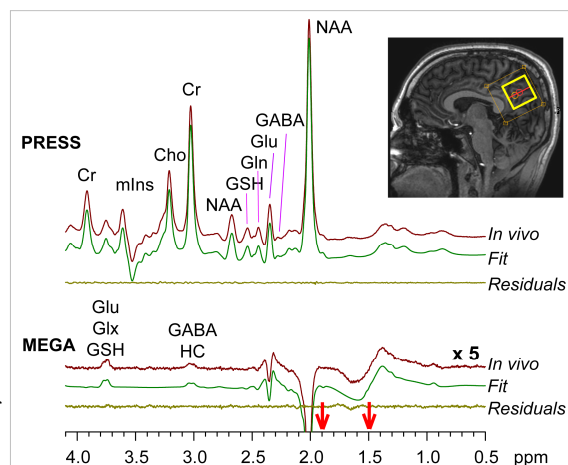 NAA
Cr
PRESS
GABA
Glu
Cho
Gln
Cr
mIns
GSH
NAA
In vivo
Fit
Residuals
Glu
Glx
GSH
GABA
HC
MEGA
x 5
In vivo
Fit
Residuals
4.0 3.5 3.0 2.5 2.0 1.5 1.0 0.5 ppm